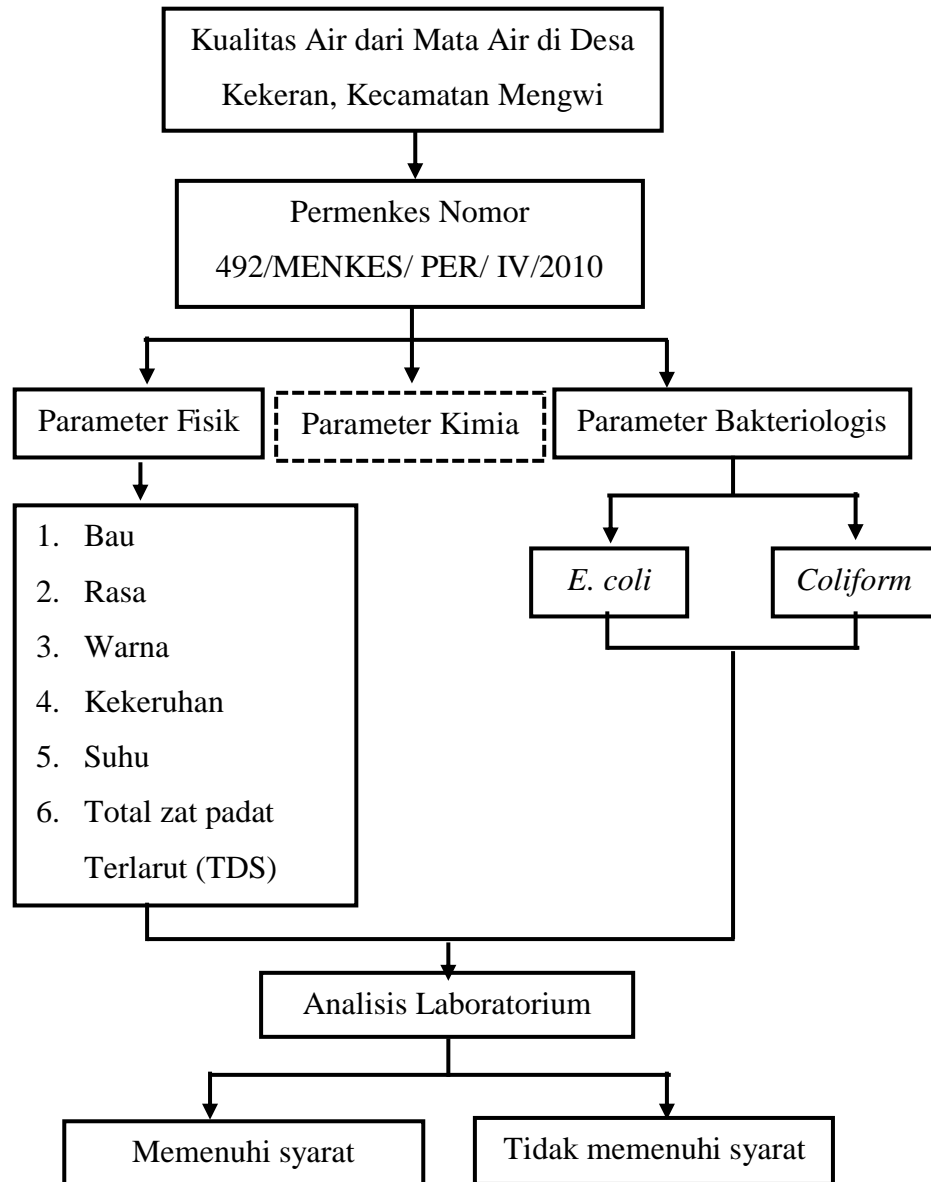 Kualitas Air dari Mata Air di Desa
Kekeran, Kecamatan Mengwi
Permenkes Nomor
492/MENKES/ PER/ IV/2010
Parameter Fisik
Parameter Kimia
Parameter Bakteriologis
1. Bau
2. Rasa
3. Warna
4. Kekeruhan
5. Suhu
6. Total zat padat
Terlarut (TDS)
E. coli
Coliform
Analisis Laboratorium
Memenuhi syarat
Tidak memenuhi syarat